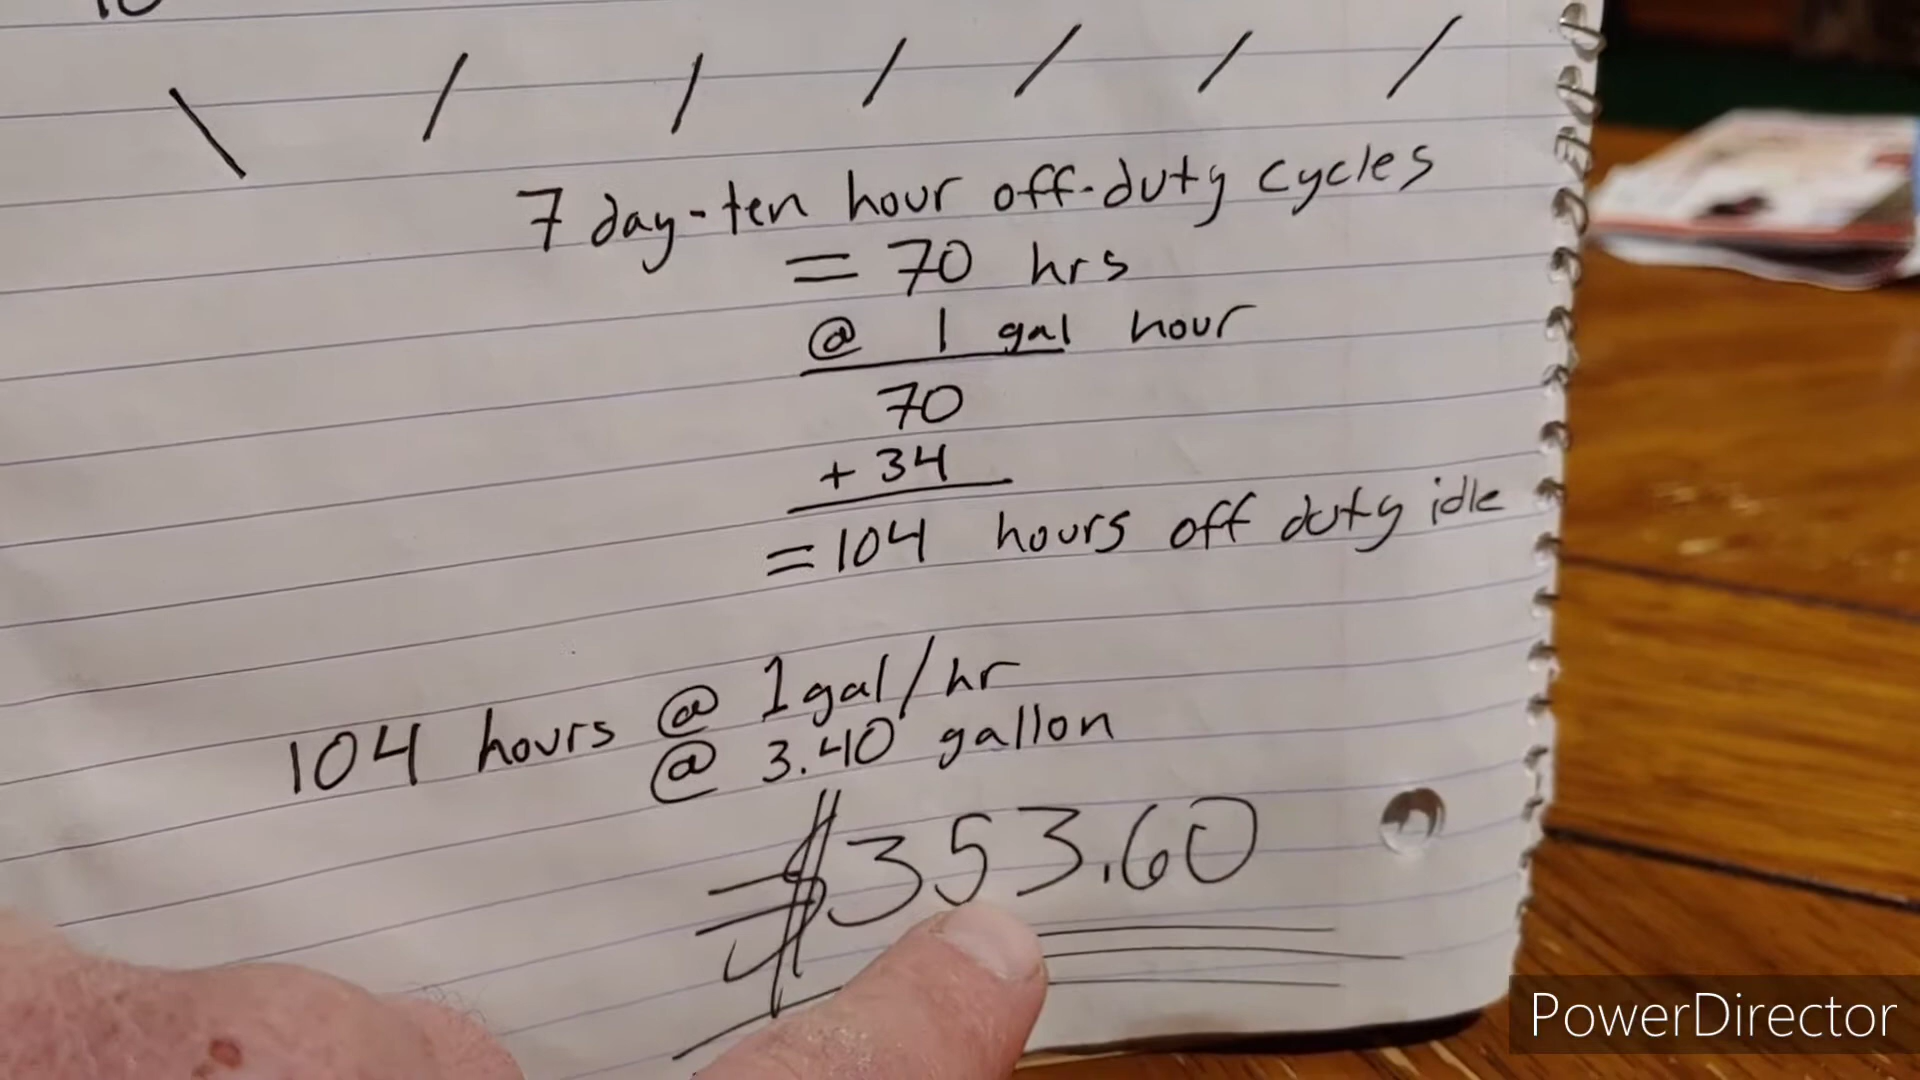 7 day-ten hour off-duty cycles
= 70 hrs
@ 1 gal hour
70
+ 34
= 104 hours off duty idle
104 hours @ 1gal/hr
@ 3.40 gallon
= $353.60
PowerDirector